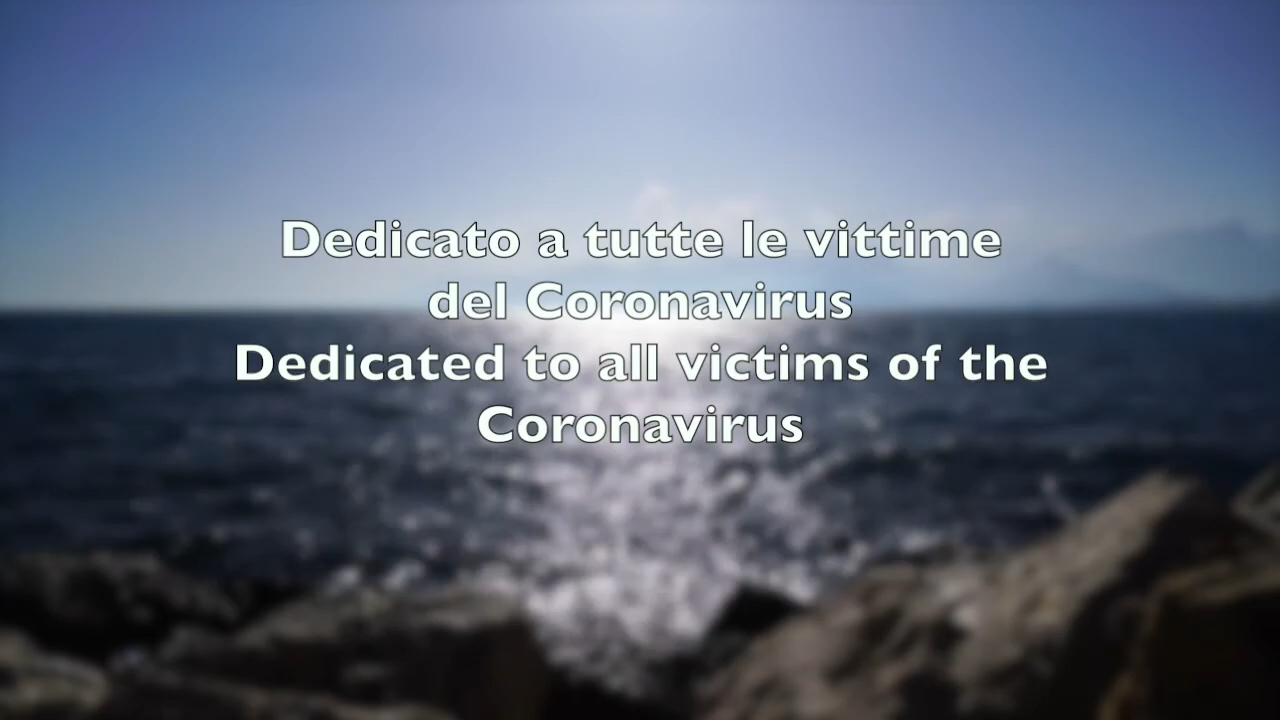 Dedicato a tutte le vittime
del Coronavirus
Dedicated to all victims of the
Coronavirus